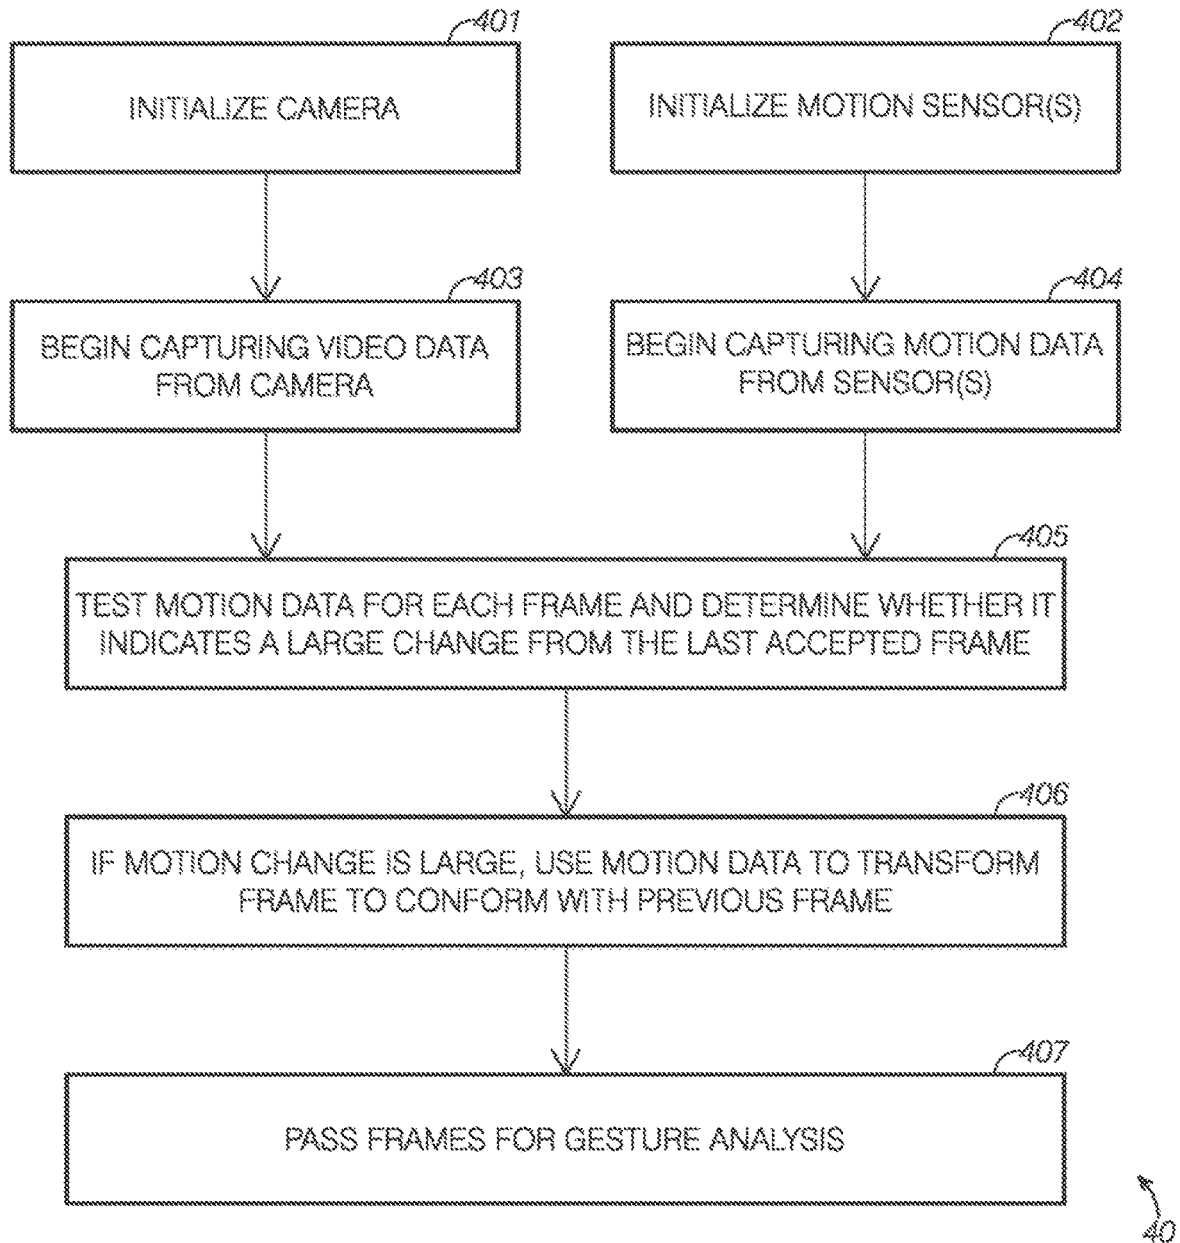 401
INITIALIZE CAMERA
402
INITIALIZE MOTION SENSOR(S)
403
BEGIN CAPTURING VIDEO DATA
FROM CAMERA
404
BEGIN CAPTURING MOTION DATA
FROM SENSOR(S)
405
TEST MOTION DATA FOR EACH FRAME AND DETERMINE WHETHER IT
INDICATES A LARGE CHANGE FROM THE LAST ACCEPTED FRAME
406
IF MOTION CHANGE IS LARGE, USE MOTION DATA TO TRANSFORM
FRAME TO CONFORM WITH PREVIOUS FRAME
407
PASS FRAMES FOR GESTURE ANALYSIS
40